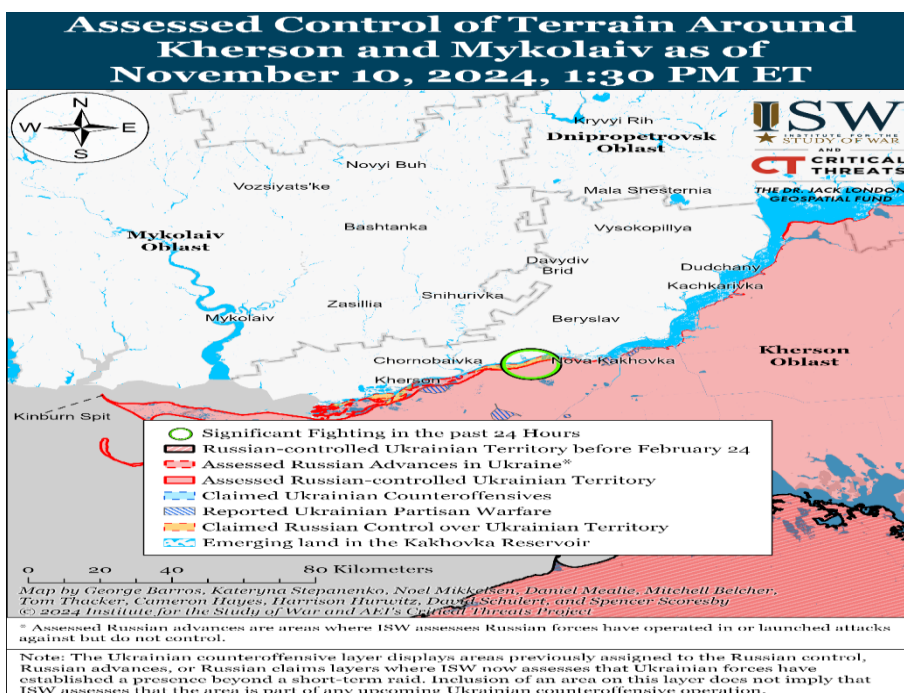 Assessed Control of Terrain Around
Kherson and Mykolaiv as of
November 10, 2024, 1:30 PM ET
N
W E
S
ISW
INSTITUTE FOR THE
STUDY OF WAR
AND
CT CRITICAL
THREATS
THE DR. JACK LONDON
GEOSPATIAL FUND
Kryvyi Rih
Dnipropetrovsk
Oblast
Novyi Buh
Vozsiyats'ke
Mala Shesternia
Bashtanka
Vysokopillya
Mykolaiv
Oblast
Davydiv
Brid
Dudchany
Kachkarivka
Snihurivka
Zasillia
Mykolaiv
Beryslav
Chornobaivka
Nova Kakhovka
Kherson
Oblast
Kherson
Kinburn Spit
Significant Fighting in the past 24 Hours
Russian-controlled Ukrainian Territory before February 24
Assessed Russian Advances in Ukraine*
Assessed Russian-controlled Ukrainian Territory
Claimed Ukrainian Counteroffensives
Reported Ukrainian Partisan Warfare
Claimed Russian Control over Ukrainian Territory
Emerging land in the Kakhovka Reservoir
0 20 40 80 Kilometers
Map by George Barros, Kateryna Stepanenko, Noel Mikkelsen, Daniel Mealie, Mitchell Belcher,
Tom Thacker, Cameron Hayes, Harrison Hurwitz, David Schulert, and Spencer Scoresby
© 2024 Institute for the Study of War and AEI's Critical Threats Project
* Assessed Russian advances are areas where ISW assesses Russian forces have operated in or launched attacks
against but do not control.
Note: The Ukrainian counteroffensive layer displays areas previously assigned to the Russian control,
Russian advances, or Russian claims layers where ISW now assesses that Ukrainian forces have
established a presence beyond a short-term raid. Inclusion of an area on this layer does not imply that
ISW assesses that the area is part of any upcoming Ukrainian counteroffensive operation.